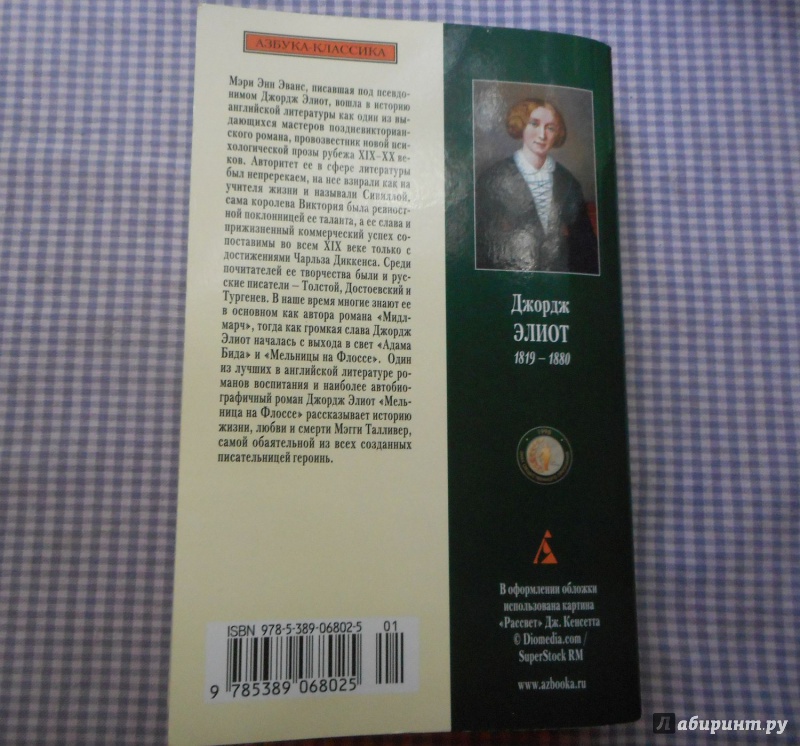 АЗБУКА-КЛАССИКА
Мэри Энн Эванс, писавшая под псевдо-
нимом Джордж Элиот, вошла в историю
английской литературы как один из вы-
дающихся мастеров поздневикториан-
ского романа, провозвестник новой пси-
хологической прозы рубежа XIX–XX ве-
ков. Авторитет ее в сфере литературы
был непререкаем, на нее взирали как на
учителя жизни и называли Сивиллой,
сама королева Виктория была ревност-
ной поклонницей ее таланта, а ее слава и
прижизненный коммерческий успех со-
поставимы во всем XIX веке только с
достижениями Чарльза Диккенса. Среди
почитателей ее творчества были и рус-
ские писатели – Толстой, Достоевский и
Тургенев. В наше время многие знают ее
в основном как автора романа «Мидл-
марч», тогда как громкая слава Джордж
Элиот началась с выхода в свет «Адама
Бида» и «Мельницы на Флоссе». Один
из лучших в английской литературе ро-
манов воспитания и наиболее автобио-
графичный роман Джордж Элиот «Мель-
ница на Флоссе» рассказывает историю
жизни, любви и смерти Мэгги Талливер,
самой обаятельной из всех созданных
писательницей героинь.
ISBN 978-5-389-06802-5
01
9 785389 068025
Джордж
ЭЛИОТ
1819 – 1880
В оформлении обложки
использована картина
«Рассвет» Дж. Кенсетта
© Diomedia.com /
SuperStock RM
www.azbooka.ru
Лабиринт.ру